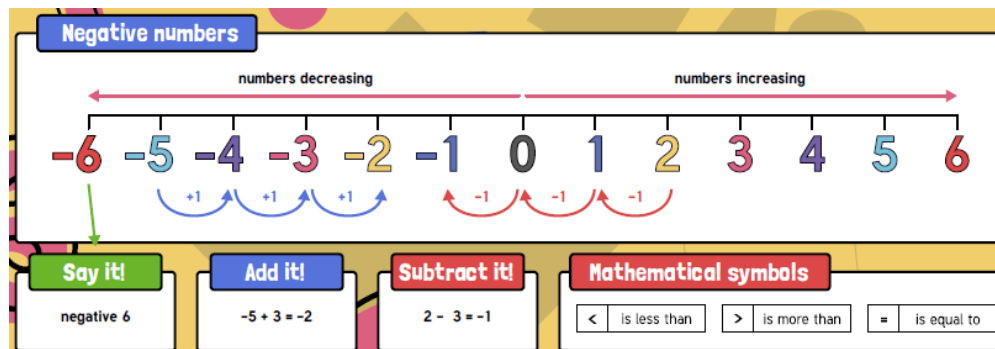 Negative numbers
numbers decreasing numbers increasing
−6 −5 −4 −3 −2 −1 0 1 2 3 4 5 6
+1 +1 +1 −1 −1 −1
Say it! Add it! Subtract it! Mathematical symbols
negative 6 −5 + 3 = −2 2 − 3 = −1 < is less than > is more than = is equal to